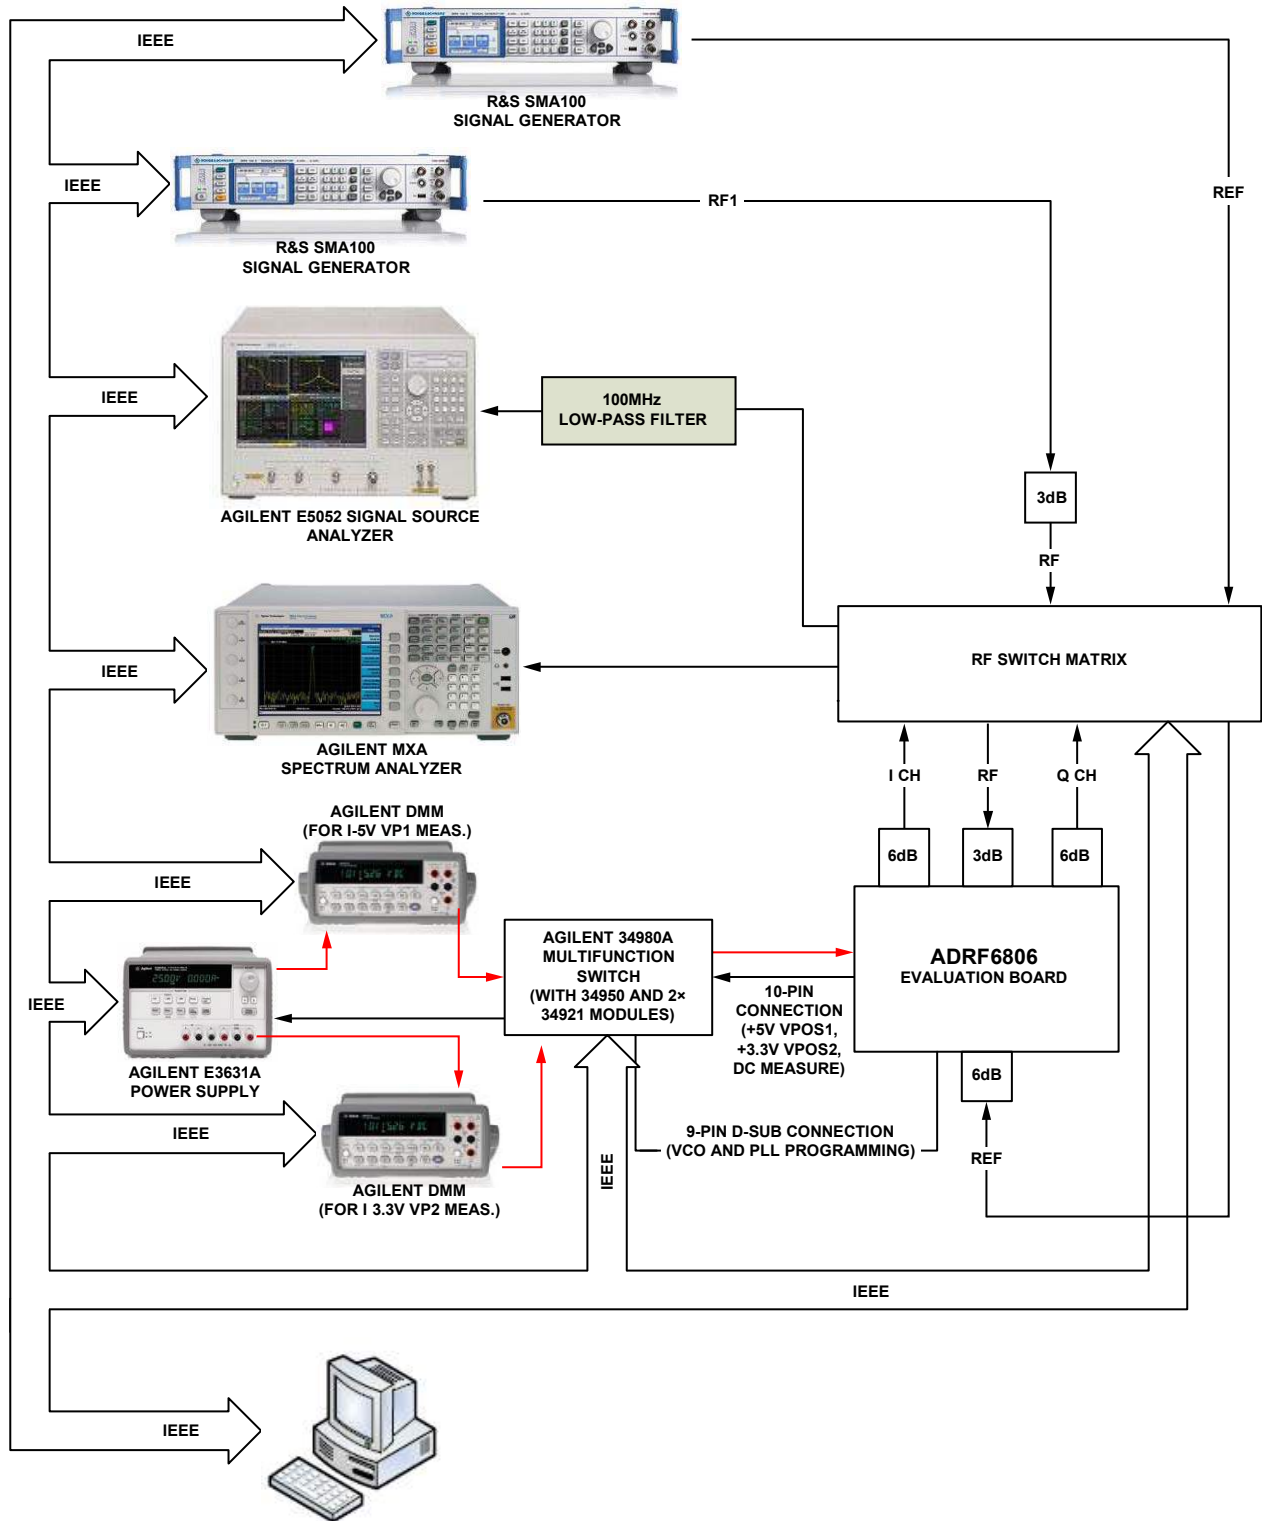 IEEE
R&S SMA100
SIGNAL GENERATOR
IEEE
R&S SMA100
SIGNAL GENERATOR
RF1
REF
IEEE
100MHz
LOW-PASS FILTER
AGILENT E5052 SIGNAL SOURCE
ANALYZER
3dB
RF
IEEE
RF SWITCH MATRIX
AGILENT MXA
SPECTRUM ANALYZER
I CH
RF
Q CH
AGILENT DMM
(FOR I-5V VP1 MEAS.)
6dB
3dB
6dB
IEEE
AGILENT 34980A
MULTIFUNCTION
SWITCH
(WITH 34950 AND 2×
34921 MODULES)
ADRF6806
EVALUATION BOARD
IEEE
10-PIN
CONNECTION
(+5V VPOS1,
+3.3V VPOS2,
DC MEASURE)
AGILENT E3631A
POWER SUPPLY
6dB
IEEE
9-PIN D-SUB CONNECTION
(VCO AND PLL PROGRAMMING)
REF
IEEE
AGILENT DMM
(FOR I 3.3V VP2 MEAS.)
IEEE
IEEE